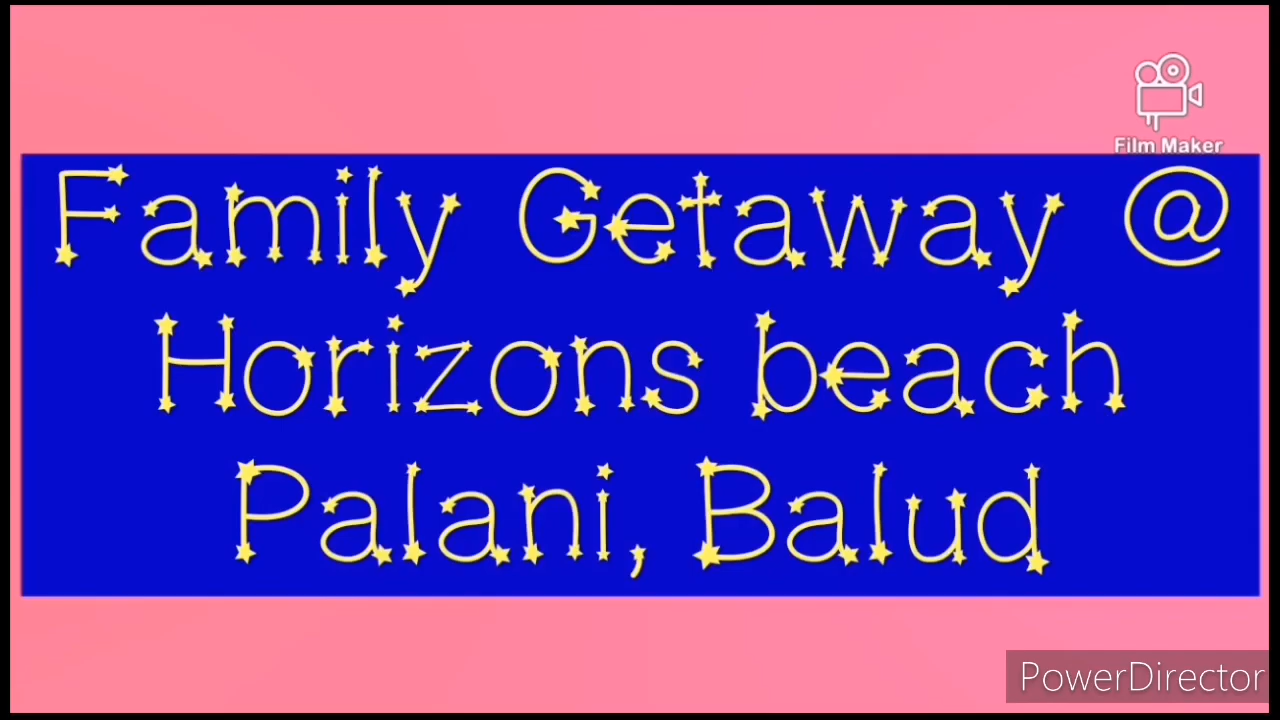 Film Maker
Family Getaway @
Horizons beach
Palani, Balud
PowerDirector